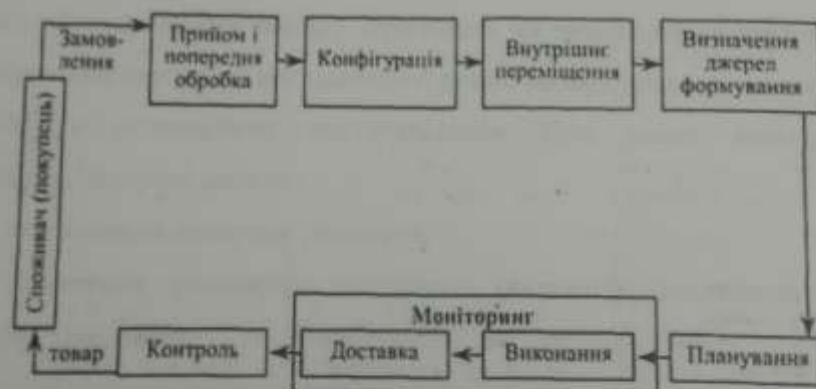 Замов-
лення
Прийом і
попередня
обробка
Конфігурація
Внутрішнє
переміщення
Визначення
джерел
формування
Споживач (покупець)
Моніторинг
товар
Контроль
Доставка
Виконання
Планування